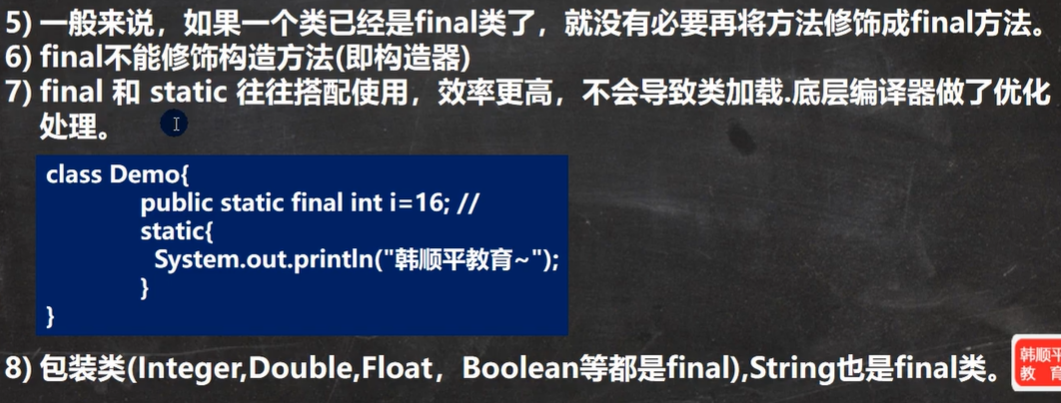 5) 一般来说，如果一个类已经是final类了，就没有必要再将方法修饰成final方法。
6) final不能修饰构造方法(即构造器)
7) final 和 static 往往搭配使用，效率更高，不会导致类加载.底层编译器做了优化
处理。
class Demo{
public static final int i=16; //
static{
System.out.println("韩顺平教育~");
}
}
8) 包装类(Integer,Double,Float，Boolean等都是final),String也是final类。
韩顺平
教 育